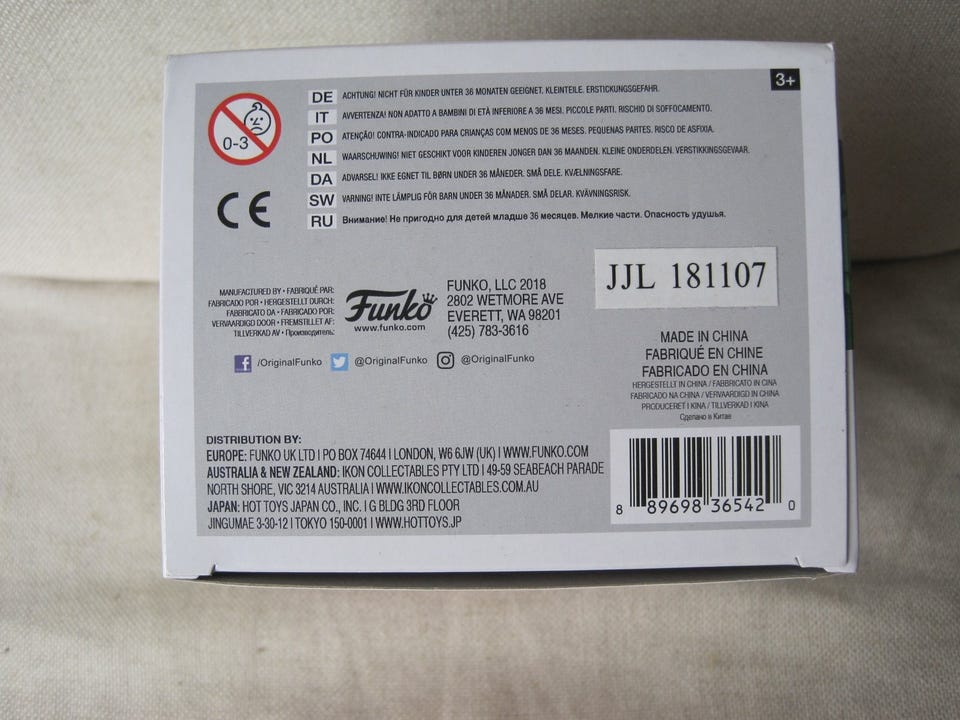 3+
0-3
DE ACHTUNG! NICHT FÜR KINDER UNTER 36 MONATEN GEEIGNET. KLEINTEILE. ERSTICKUNGSGEFAHR.
IT AVVERTENZA! NON ADATTO A BAMBINI DI ETÀ INFERIORE A 36 MESI. PICCOLE PARTI. RISCHIO DI SOFFOCAMENTO.
PO ATENÇÃO! CONTRA-INDICADO PARA CRIANÇAS COM MENOS DE 36 MESES. PEQUENAS PARTES. RISCO DE ASFIXIA.
NL WAARSCHUWING! NIET GESCHIKT VOOR KINDEREN JONGER DAN 36 MAANDEN. KLEINE ONDERDELEN. VERSTIKKINGSGEVAAR.
DA ADVARSEL! IKKE EGNET TIL BØRN UNDER 36 MÅNEDER. SMÅ DELE. KVÆLNINGSFARE.
SW VARNING! INTE LÄMPLIG FÖR BARN UNDER 36 MÅNADER. SMÅ DELAR. KVÄVNINGSRISK.
RU Внимание! Не пригодно для детей младше 36 месяцев. Мелкие части. Опасность удушья.
CE
MANUFACTURED BY • FABRIQUÉ PAR:
FABRICADO POR • HERGESTELLT DURCH:
FABBRICATO DA • FABRICADO POR:
VERVAARDIGD DOOR • FREMSTILLET AF:
TILLVERKAD AV • Производитель:
Funko
www.funko.com
FUNKO, LLC 2018
2802 WETMORE AVE
EVERETT, WA 98201
(425) 783-3616
JJL 181107
/OriginalFunko @OriginalFunko @OriginalFunko
MADE IN CHINA
FABRIQUÉ EN CHINE
FABRICADO EN CHINA
HERGESTELLT IN CHINA / FABBRICATO IN CINA
FABRICADO NA CHINA / VERVAARDIGD IN CHINA
PRODUCERET I KINA / TILLVERKAD I KINA
Сделано в Китае
DISTRIBUTION BY:
EUROPE: FUNKO UK LTD I PO BOX 74644 I LONDON, W6 6JW (UK) I WWW.FUNKO.COM
AUSTRALIA & NEW ZEALAND: IKON COLLECTABLES PTY LTD I 49-59 SEABEACH PARADE
NORTH SHORE, VIC 3214 AUSTRALIA I WWW.IKONCOLLECTABLES.COM.AU
JAPAN: HOT TOYS JAPAN CO., INC. I G BLDG 3RD FLOOR
JINGUMAE 3-30-12 I TOKYO 150-0001 I WWW.HOTTOYS.JP
8 89698 36542 0